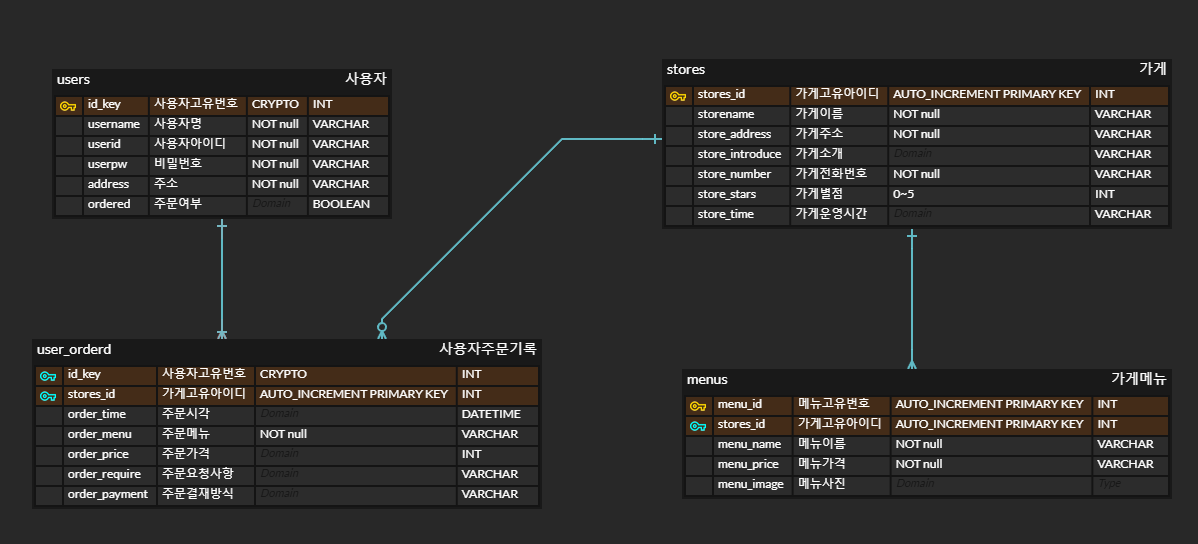 users 사용자
id_key 사용자고유번호 CRYPTO INT
username 사용자명 NOT null VARCHAR
userid 사용자아이디 NOT null VARCHAR
userpw 비밀번호 NOT null VARCHAR
address 주소 NOT null VARCHAR
ordered 주문여부 Domain BOOLEAN
stores 가게
stores_id 가게고유아이디 AUTO_INCREMENT PRIMARY KEY INT
storename 가게이름 NOT null VARCHAR
store_address 가게주소 NOT null VARCHAR
store_introduce 가게소개 Domain VARCHAR
store_number 가게전화번호 NOT null VARCHAR
store_stars 가게별점 0~5 INT
store_time 가게운영시간 Domain VARCHAR
user_orderd 사용자주문기록
id_key 사용자고유번호 CRYPTO INT
stores_id 가게고유아이디 AUTO_INCREMENT PRIMARY KEY INT
order_time 주문시각 Domain DATETIME
order_menu 주문메뉴 NOT null VARCHAR
order_price 주문가격 Domain INT
order_require 주문요청사항 Domain VARCHAR
order_payment 주문결재방식 Domain VARCHAR
menus 가게메뉴
menu_id 메뉴고유번호 AUTO_INCREMENT PRIMARY KEY INT
stores_id 가게고유아이디 AUTO_INCREMENT PRIMARY KEY INT
menu_name 메뉴이름 NOT null VARCHAR
menu_price 메뉴가격 NOT null VARCHAR
menu_image 메뉴사진 Domain Type